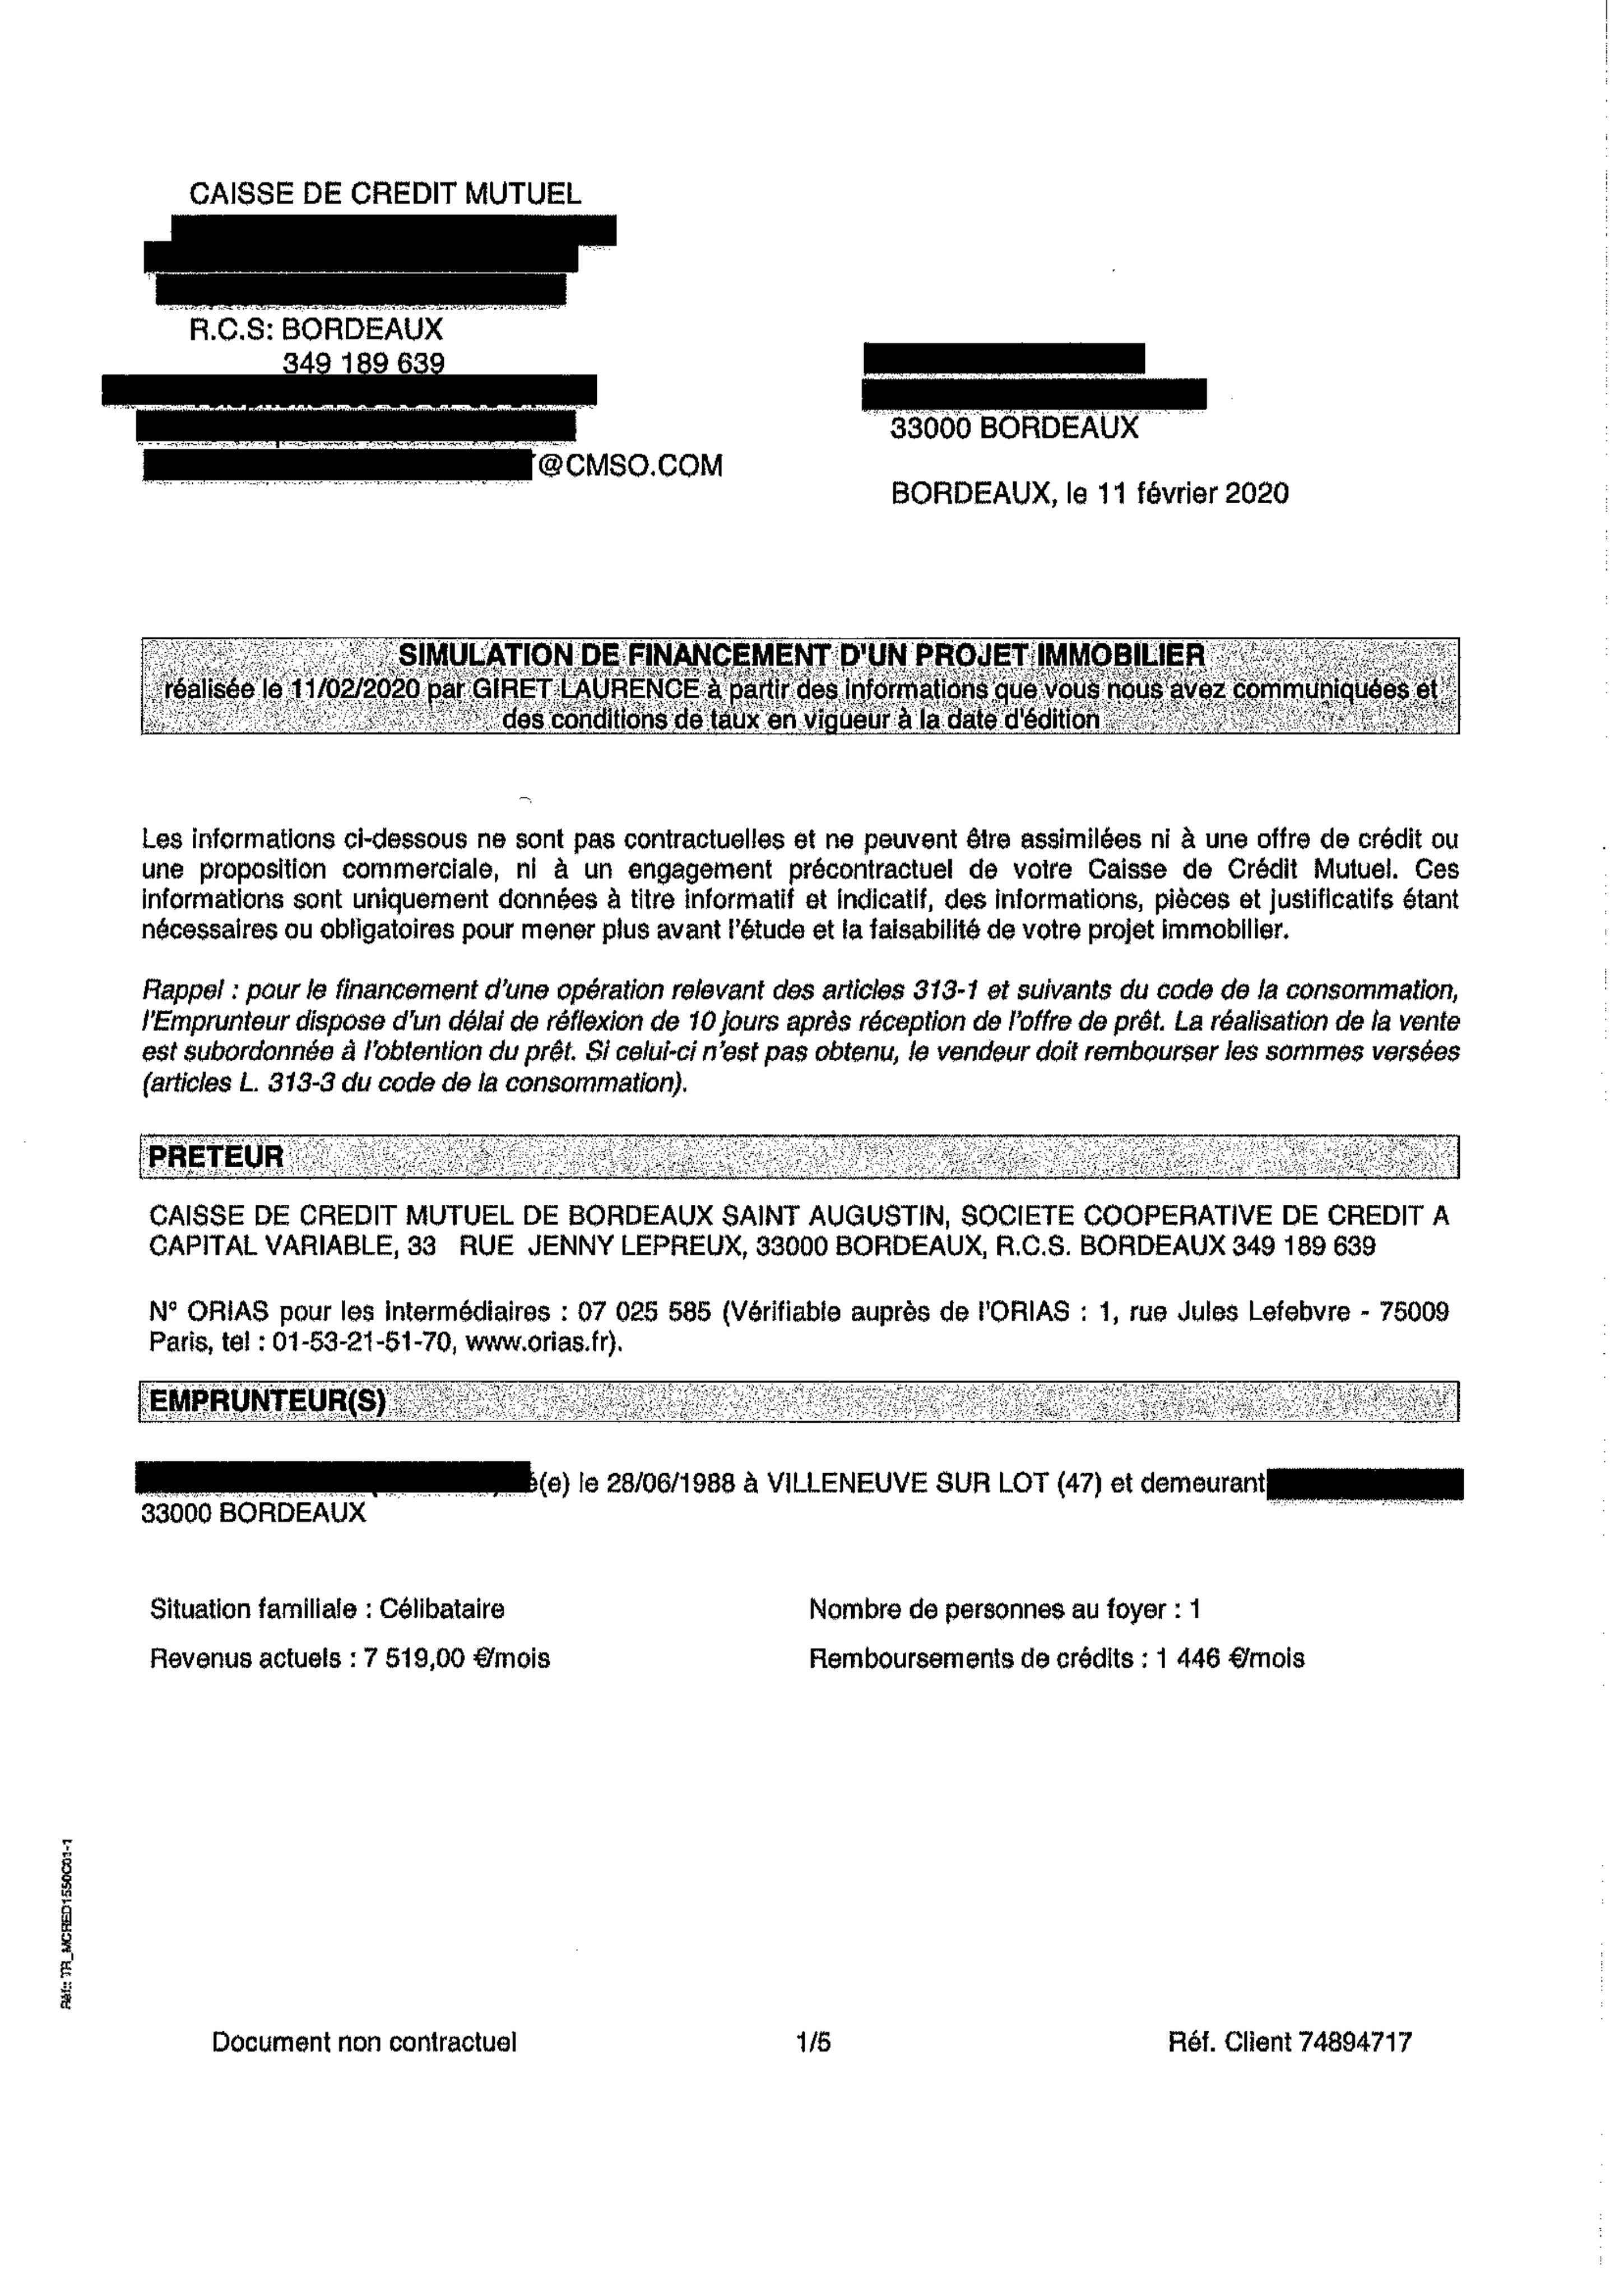 CAISSE DE CREDIT MUTUEL
R.C.S: BORDEAUX
349 189 639
@CMSO.COM
33000 BORDEAUX
BORDEAUX, le 11 février 2020
SIMULATION DE FINANCEMENT D'UN PROJET IMMOBILIER
réalisée le 11/02/2020 par GIRET LAURENCE à partir des informations que vous nous avez communiquées et
des conditions de taux en vigueur à la date d'édition
Les informations ci-dessous ne sont pas contractuelles et ne peuvent être assimilées ni à une offre de crédit ou
une proposition commerciale, ni à un engagement précontractuel de votre Caisse de Crédit Mutuel. Ces
informations sont uniquement données à titre informatif et indicatif, des informations, pièces et justificatifs étant
nécessaires ou obligatoires pour mener plus avant l'étude et la faisabilité de votre projet immobilier.
Rappel : pour le financement d'une opération relevant des articles 313-1 et suivants du code de la consommation,
l'Emprunteur dispose d'un délai de réflexion de 10 jours après réception de l'offre de prêt. La réalisation de la vente
est subordonnée à l'obtention du prêt. Si celui-ci n'est pas obtenu, le vendeur doit rembourser les sommes versées
(articles L. 313-3 du code de la consommation).
PRETEUR
CAISSE DE CREDIT MUTUEL DE BORDEAUX SAINT AUGUSTIN, SOCIETE COOPERATIVE DE CREDIT A
CAPITAL VARIABLE, 33 RUE JENNY LEPREUX, 33000 BORDEAUX, R.C.S. BORDEAUX 349 189 639
N° ORIAS pour les intermédiaires : 07 025 585 (Vérifiable auprès de l'ORIAS : 1, rue Jules Lefebvre - 75009
Paris, tel : 01-53-21-51-70, www.orias.fr).
EMPRUNTEUR(S)
é(e) le 28/06/1988 à VILLENEUVE SUR LOT (47) et demeurant
33000 BORDEAUX
Situation familiale : Célibataire
Nombre de personnes au foyer : 1
Revenus actuels : 7 519,00 €/mois
Remboursements de crédits : 1 446 €/mois
Réf.: TR_MCRED1550C01-1
Document non contractuel
1/5
Réf. Client 74894717